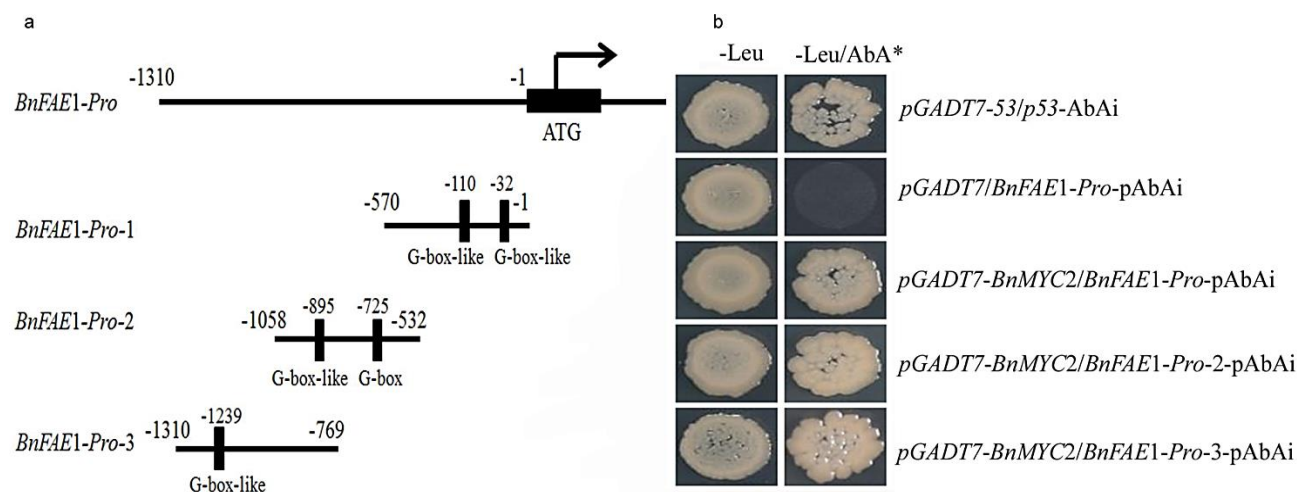 a
BnFAE1-Pro
-1310
-1
ATG
BnFAE1-Pro-1
-570
-110
-32
-1
G-box-like G-box-like
BnFAE1-Pro-2
-1058
-895
-725
-532
G-box-like G-box
BnFAE1-Pro-3
-1310
-1239
-769
G-box-like
b
-Leu -Leu/AbA*
pGADT7-53/p53-AbAi
pGADT7/BnFAE1-Pro-pAbAi
pGADT7-BnMYC2/BnFAE1-Pro-pAbAi
pGADT7-BnMYC2/BnFAE1-Pro-2-pAbAi
pGADT7-BnMYC2/BnFAE1-Pro-3-pAbAi